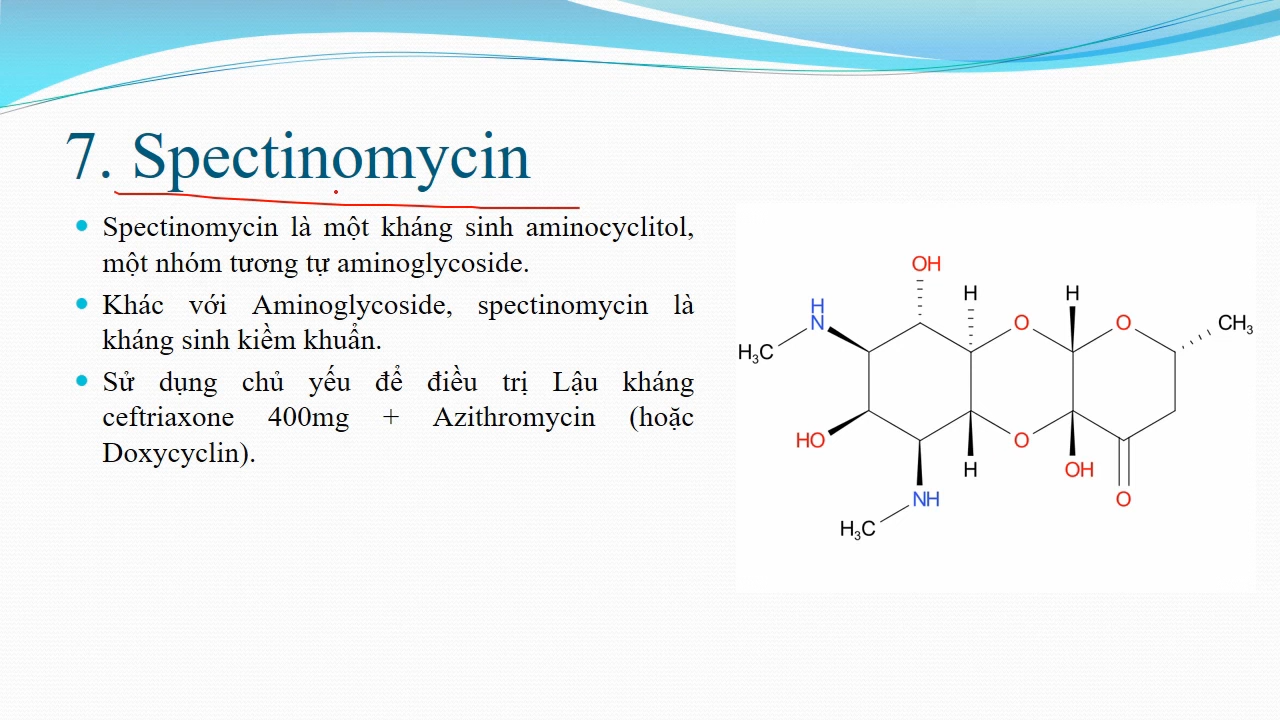 7. Spectinomycin
Spectinomycin là một kháng sinh aminocyclitol,
một nhóm tương tự aminoglycoside.
Khác với Aminoglycoside, spectinomycin là
kháng sinh kiềm khuẩn.
Sử dụng chủ yếu để điều trị Lậu kháng
ceftriaxone 400mg + Azithromycin (hoặc
Doxycyclin).
OH
H
H
H
N
O
O
CH3
H3C
HO
O
H
OH
NH
O
H3C